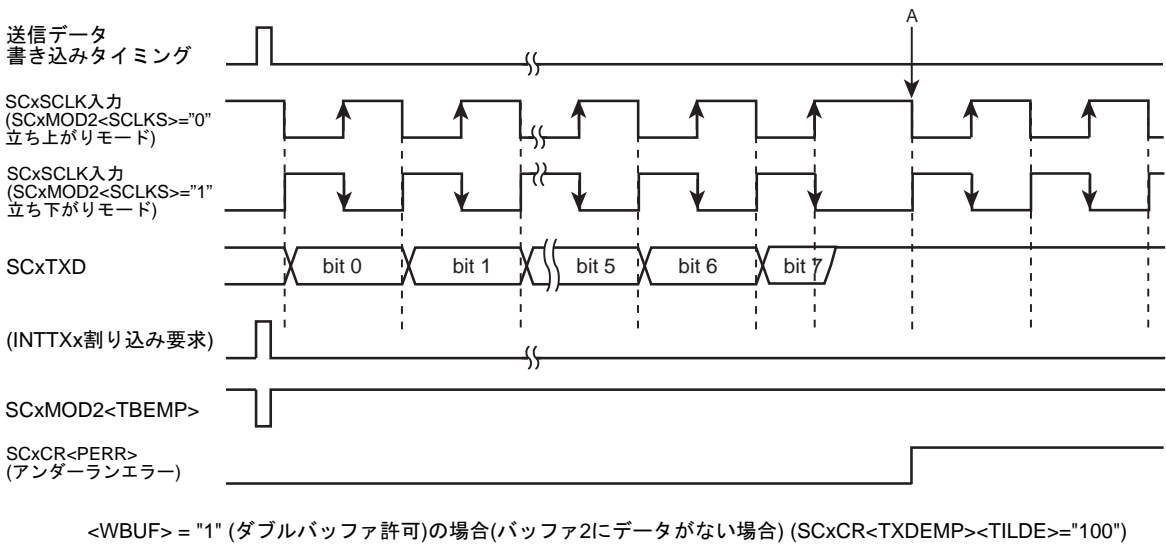 A
送信データ
書き込みタイミング
SCxSCLK入力
(SCxMOD2<SCLKS>="0"
立ち上がりモード)
SCxSCLK入力
(SCxMOD2<SCLKS>="1"
立ち下がりモード)
SCxTXD
bit 0
bit 1
bit 5
bit 6
bit 7
(INTTXx割り込み要求)
SCxMOD2<TBEMP>
SCxCR<PERR>
(アンダーランエラー)
<WBUF> = "1" (ダブルバッファ許可)の場合(バッファ2にデータがない場合) (SCxCR<TXDEMP><TILDE>="100")